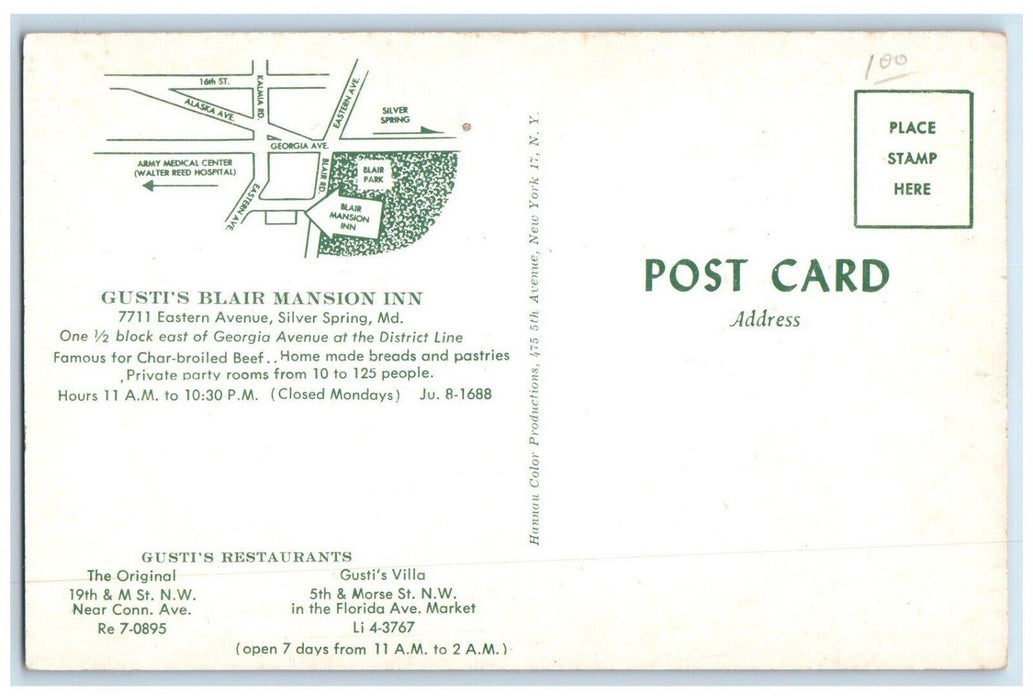 16th ST.
KALMIA RD.
ALASKA AVE.
EASTERN AVE.
SILVER
SPRING
GEORGIA AVE.
ARMY MEDICAL CENTER
(WALTER REED HOSPITAL)
BLAIR RD.
BLAIR
PARK
EASTERN AVE.
BLAIR
MANSION
INN
GUSTI'S BLAIR MANSION INN
7711 Eastern Avenue, Silver Spring, Md.
One ½ block east of Georgia Avenue at the District Line
Famous for Char-broiled Beef.. Home made breads and pastries
Private party rooms from 10 to 125 people.
Hours 11 A.M. to 10:30 P.M. (Closed Mondays) Ju. 8-1688
GUSTI'S RESTAURANTS
The Original
19th & M St. N.W.
Near Conn. Ave.
Re 7-0895
Gusti's Villa
5th & Morse St. N.W.
in the Florida Ave. Market
Li 4-3767
(open 7 days from 11 A.M. to 2 A.M.)
Hannau Color Productions, 475 5th Avenue, New York 17, N. Y.
100
PLACE
STAMP
HERE
POST CARD
Address